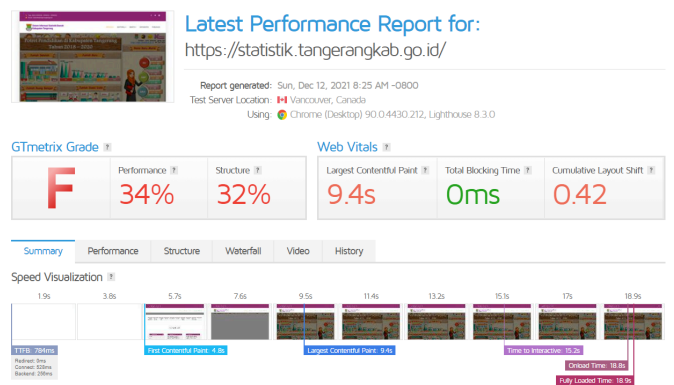 Latest Performance Report for:
https://statistik.tangerangkab.go.id/
Report generated: Sun, Dec 12, 2021 8:25 AM -0800
Test Server Location: Vancouver, Canada
Using: Chrome (Desktop) 90.0.4430.212, Lighthouse 8.3.0
GTmetrix Grade ?
Web Vitals ?
F
Performance ?
34%
Structure ?
32%
Largest Contentful Paint ?
9.4s
Total Blocking Time ?
0ms
Cumulative Layout Shift ?
0.42
Summary Performance Structure Waterfall Video History
Speed Visualization ?
1.9s 3.8s 5.7s 7.6s 9.5s 11.4s 13.2s 15.1s 17s 18.9s
TTFB: 784ms
Redirect: 0ms
Connect: 528ms
Backend: 256ms
First Contentful Paint: 4.8s
Largest Contentful Paint: 9.4s
Time to Interactive: 15.2s
Onload Time: 18.8s
Fully Loaded Time: 18.9s